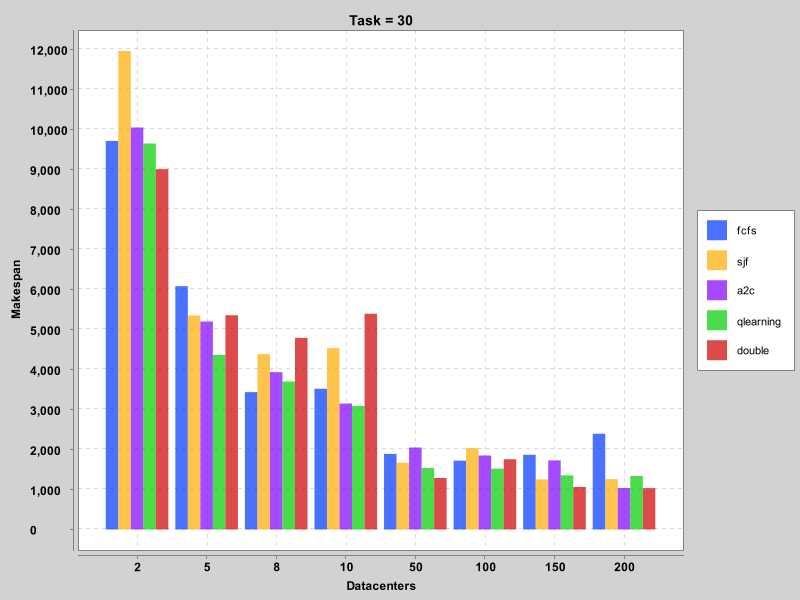 Task = 30
12,000
11,000
10,000
9,000
8,000
7,000
6,000
5,000
4,000
3,000
2,000
1,000
0
Makespan
2 5 8 10 50 100 150 200
Datacenters
fcfs
sjf
a2c
qlearning
double